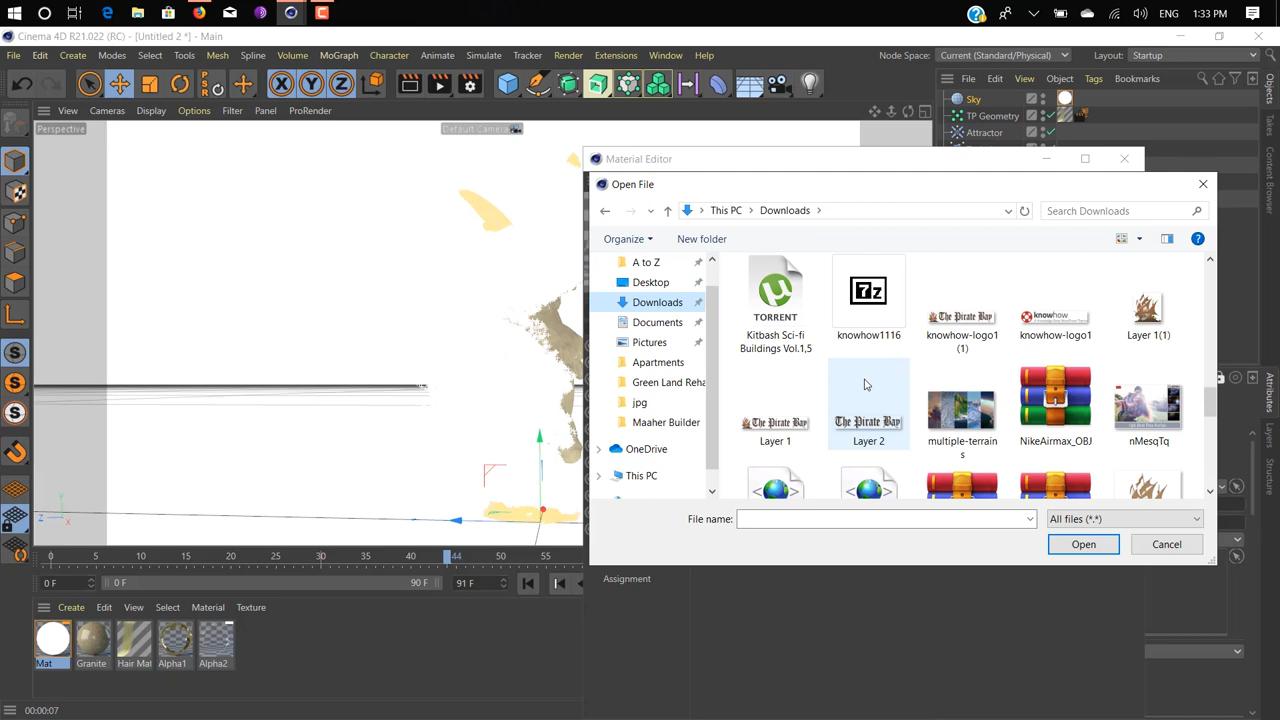 ENG 1:33 PM
Cinema 4D R21.022 (RC) - [Untitled 2 *] - Main
File Edit Create Modes Select Tools Mesh Spline Volume MoGraph Character Animate Simulate Tracker Render Extensions Window Help
Node Space: Current (Standard/Physical) Layout: Startup
File Edit View Object Tags Bookmarks
P S R X Y Z
View Cameras Display Options Filter Panel ProRender
Perspective
Default Camera
Sky
TP Geometry
Attractor
Objects
Takes
Content Browser
Attributes
Layers
Structure
Material Editor
Open File
This PC Downloads
Search Downloads
Organize
New folder
A to Z
Desktop
Downloads
Documents
Pictures
Apartments
Green Land Reha
jpg
Maaher Builder
OneDrive
This PC
TORRENT
Kitbash Sci-fi
Buildings Vol.1,5
7z
knowhow1116
The Pirate Bay
knowhow-logo1
(1)
knowhow
knowhow-logo1
Layer 1(1)
The Pirate Bay
Layer 1
The Pirate Bay
Layer 2
multiple-terrain
s
NikeAirmax_OBJ
nMesqTq
File name:
All files (*.*)
Open
Cancel
Assignment
Y
Z X
0 5 10 15 20 25 30 35 40 44 50 55
0 F 0 F 90 F 91 F
Create Edit View Select Material Texture
Mat
Granite
Hair Mat
Alpha1
Alpha2
00:00:07